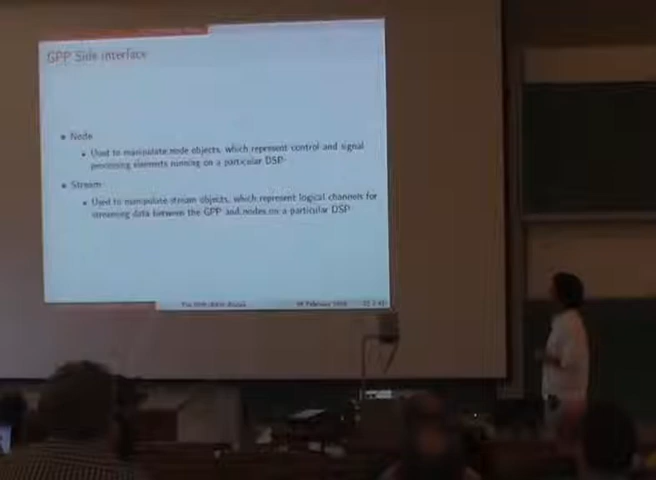 GPP Side interface
• Node
• Used to manipulate node objects, which represent control and signal
processing elements running on a particular DSP
• Stream
• Used to manipulate stream objects, which represent logical channels for
streaming data between the GPP and nodes on a particular DSP